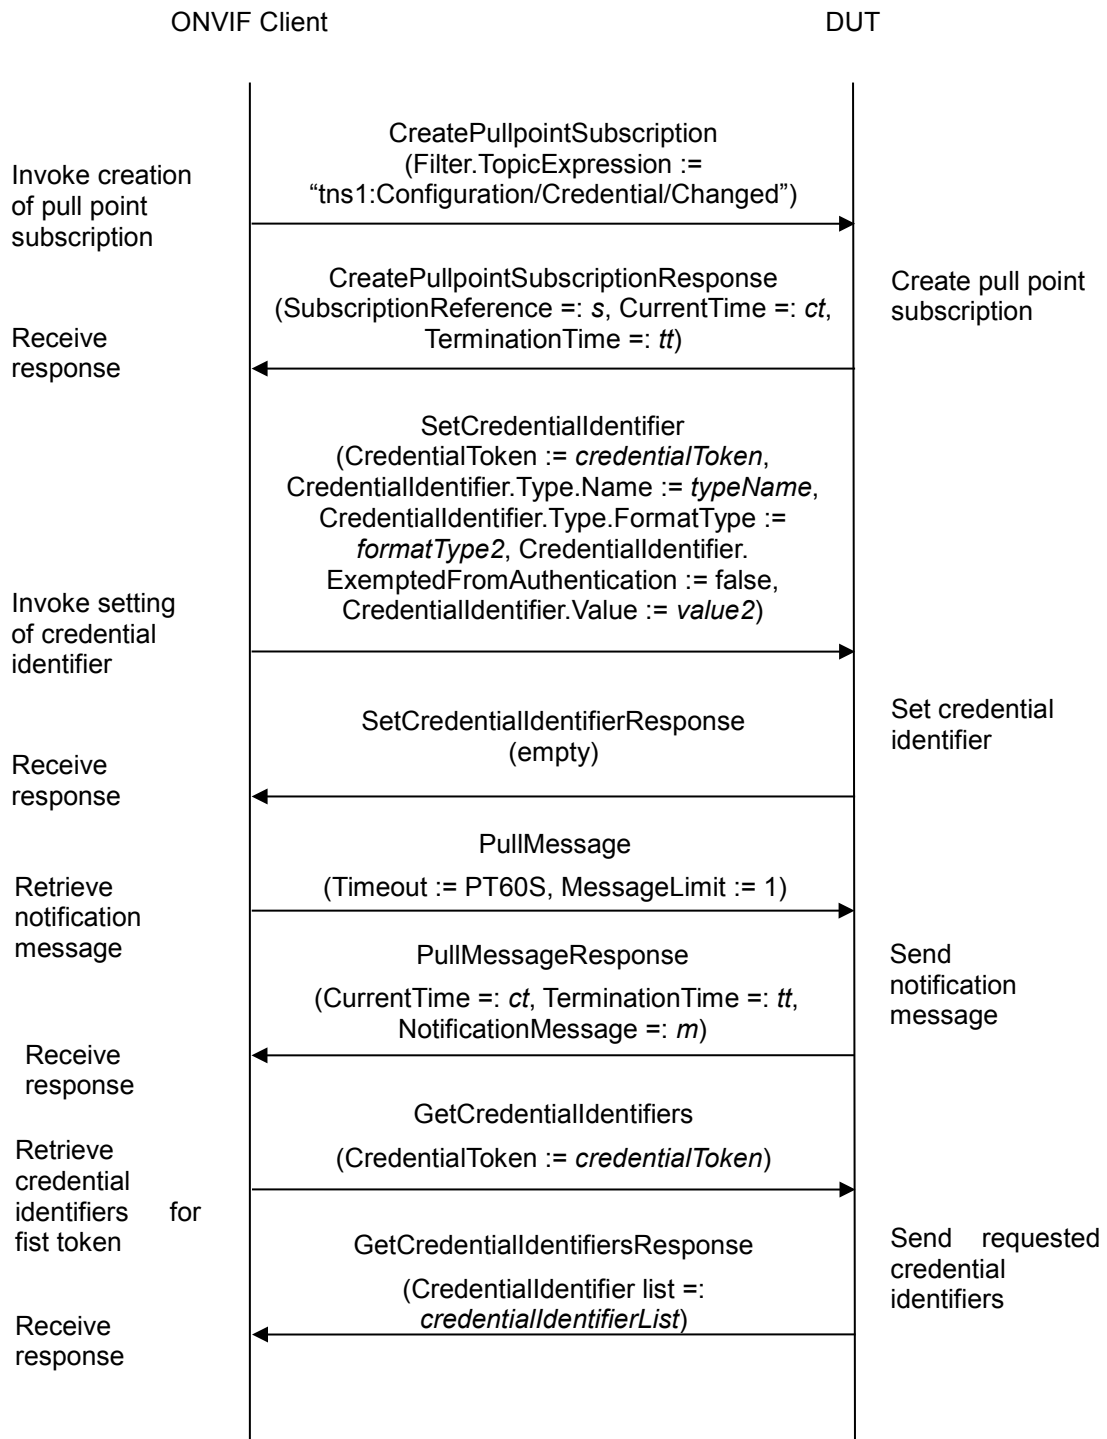 ONVIF Client
DUT
CreatePullpointSubscription
(Filter.TopicExpression :=
“tns1:Configuration/Credential/Changed”)
Invoke creation
of pull point
subscription
CreatePullpointSubscriptionResponse
(SubscriptionReference =: s, CurrentTime =: ct,
TerminationTime =: tt)
Create pull point
subscription
Receive
response
SetCredentialIdentifier
(CredentialToken := credentialToken,
CredentialIdentifier.Type.Name := typeName,
CredentialIdentifier.Type.FormatType :=
formatType2, CredentialIdentifier.
ExemptedFromAuthentication := false,
CredentialIdentifier.Value := value2)
Invoke setting
of credential
identifier
SetCredentialIdentifierResponse
(empty)
Set credential
identifier
Receive
response
PullMessage
(Timeout := PT60S, MessageLimit := 1)
Retrieve
notification
message
PullMessageResponse
(CurrentTime =: ct, TerminationTime =: tt,
NotificationMessage =: m)
Send
notification
message
Receive
response
GetCredentialIdentifiers
(CredentialToken := credentialToken)
Retrieve
credential
identifiers for
fist token
GetCredentialIdentifiersResponse
(CredentialIdentifier list =:
credentialIdentifierList)
Send requested
credential
identifiers
Receive
response